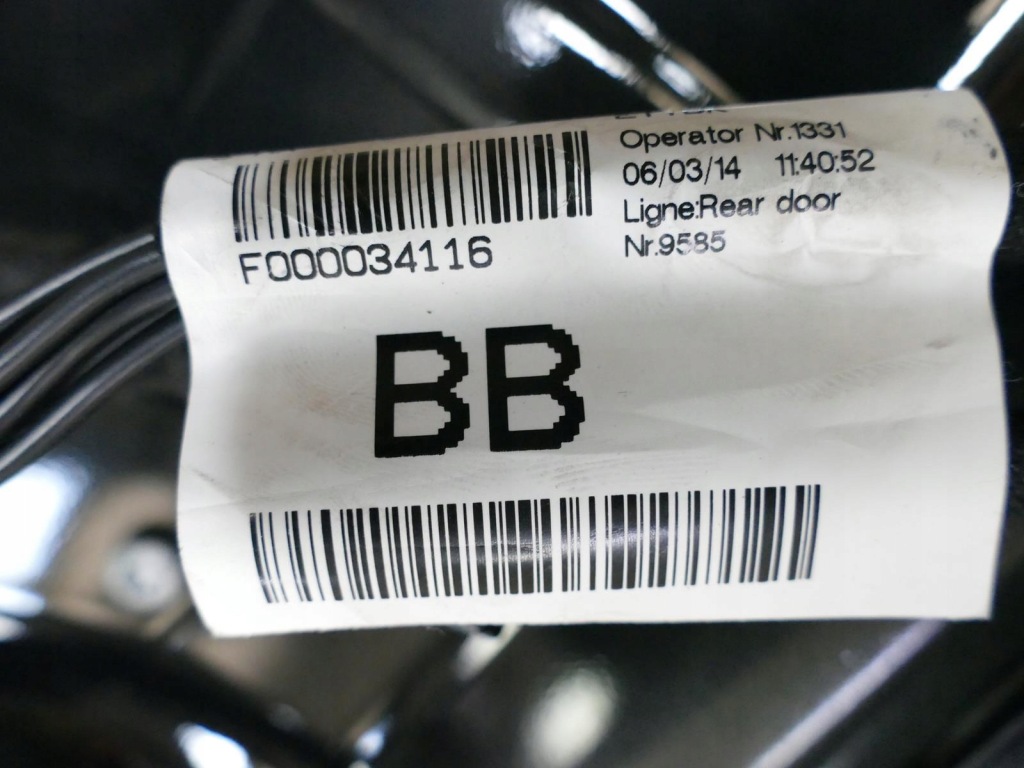 Operator Nr.1331
06/03/14 11:40:52
Ligne:Rear door
Nr.9585
F000034116
BB